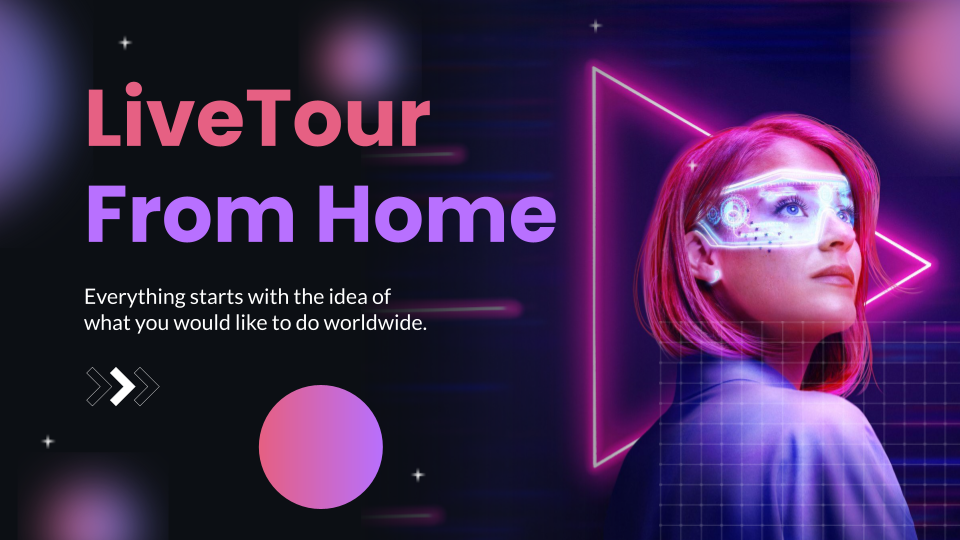 LiveTour
From Home
Everything starts with the idea of
what you would like to do worldwide.